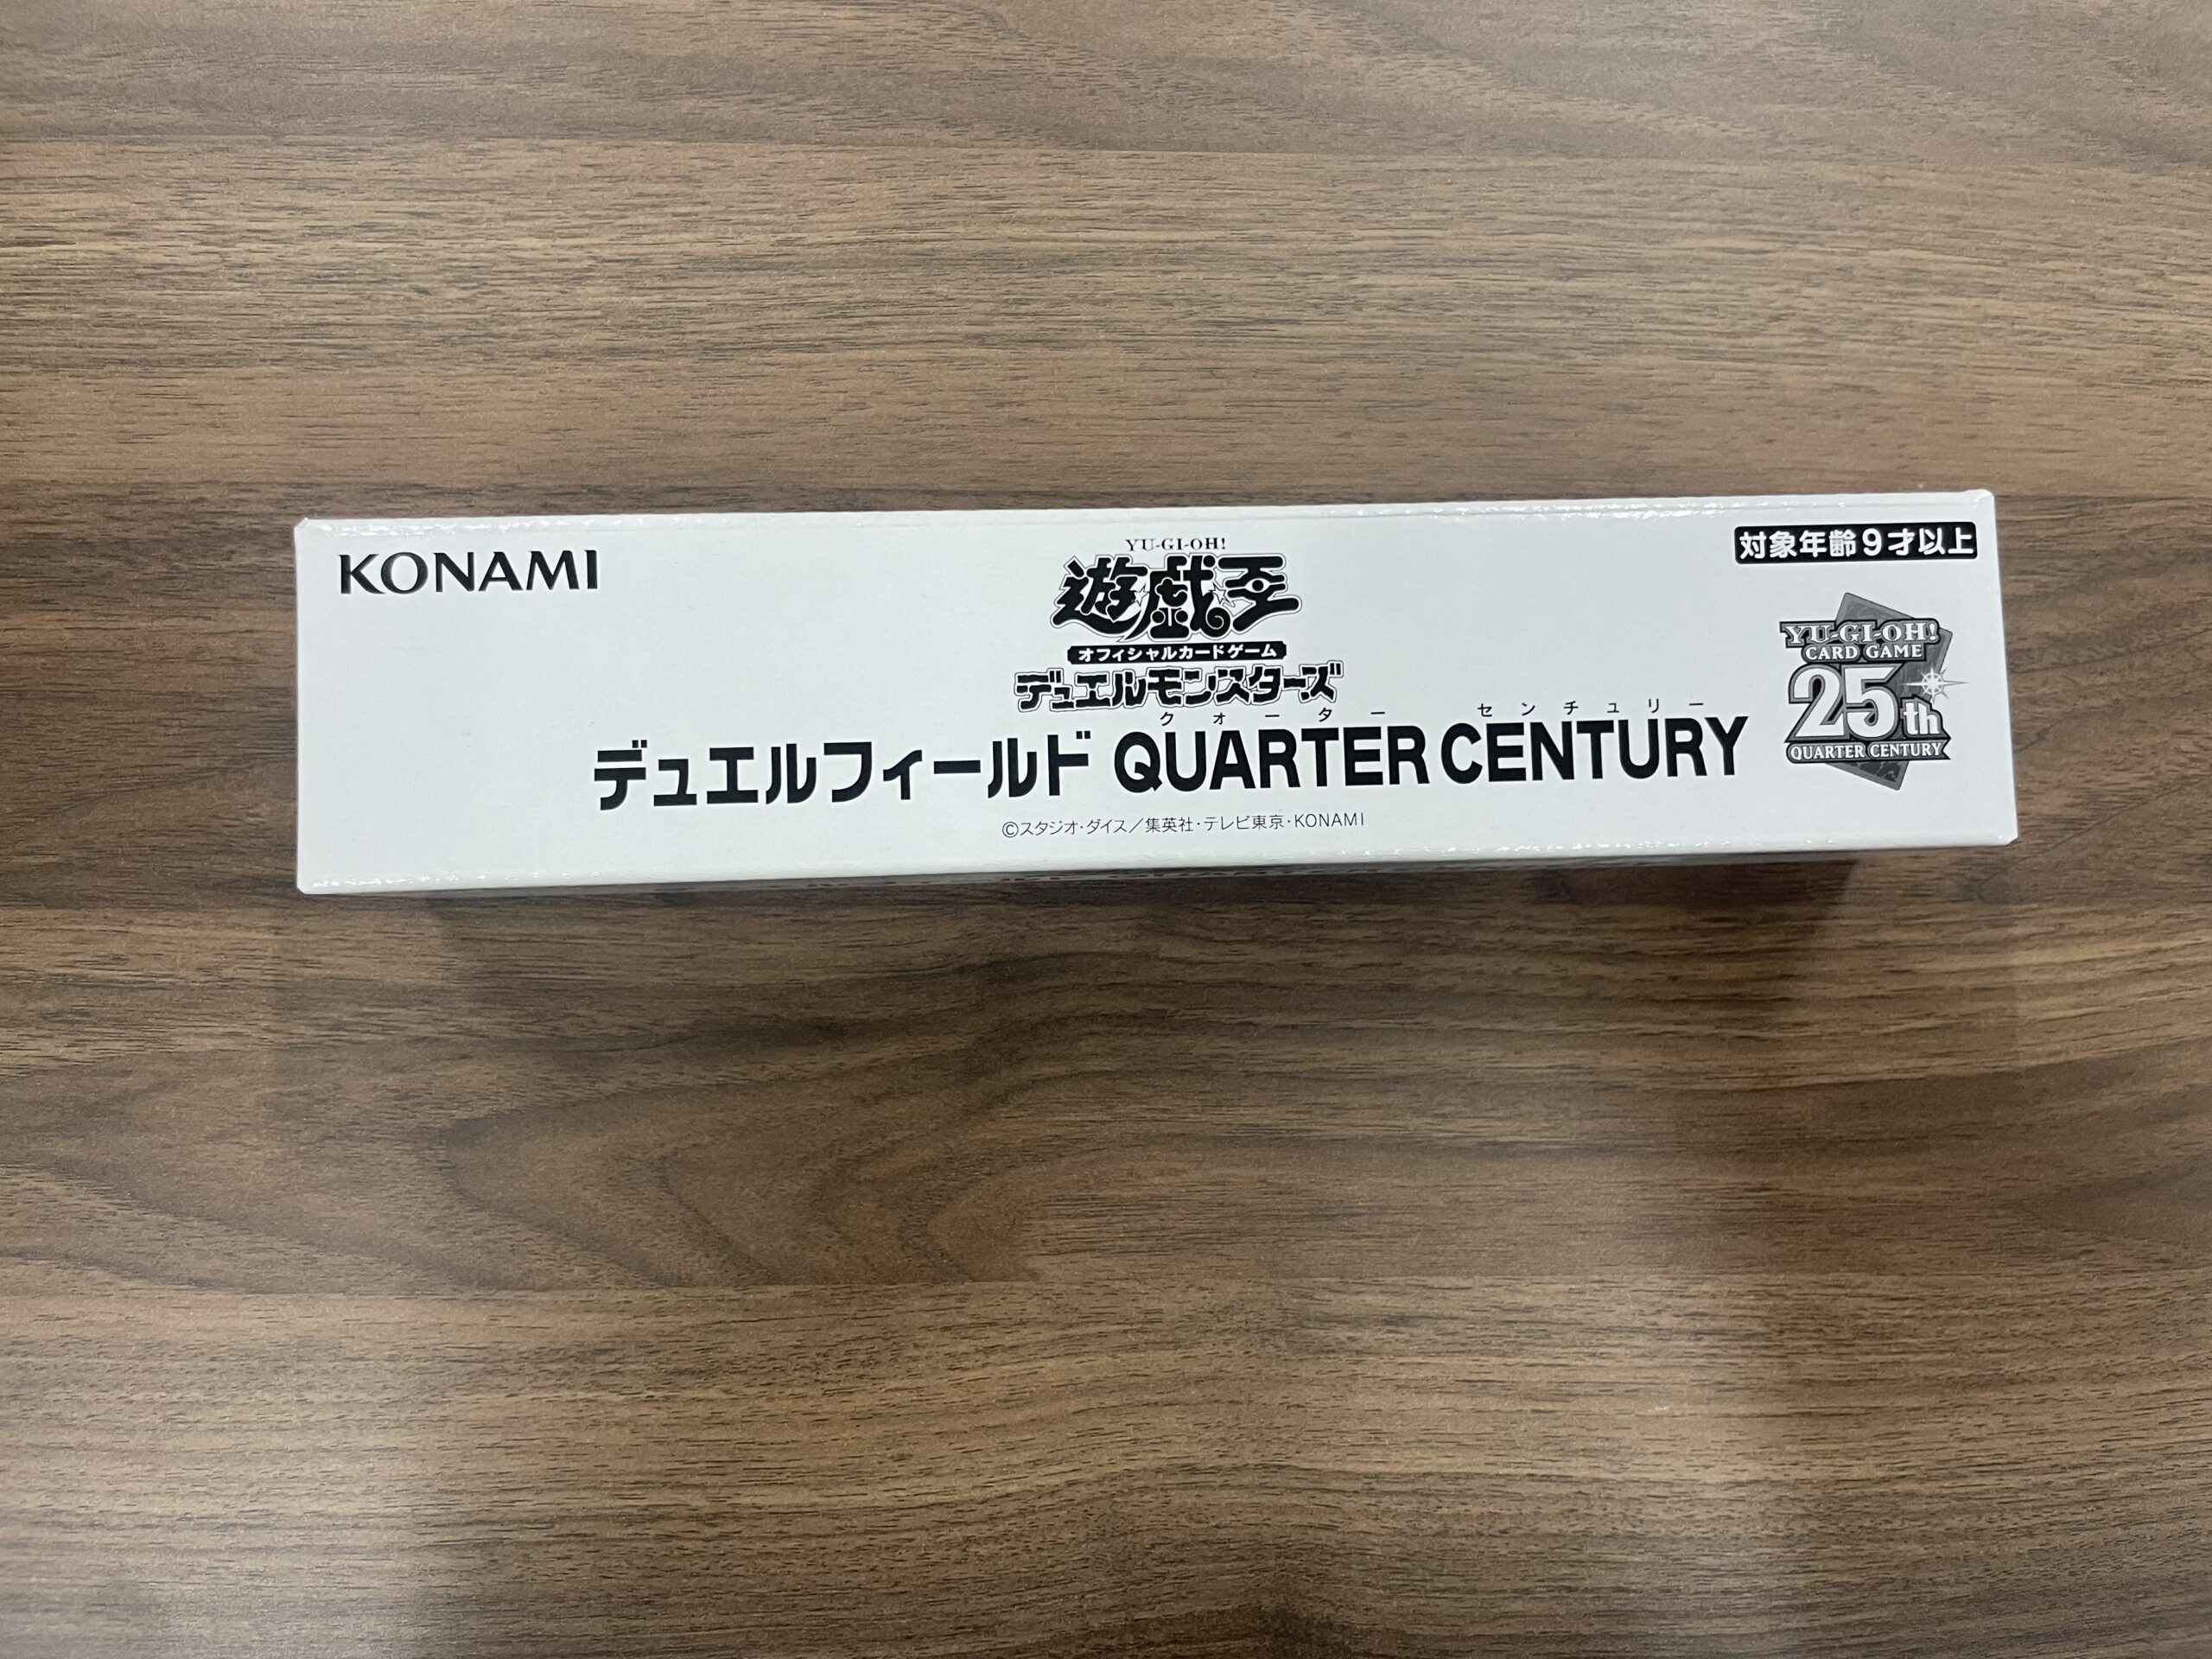 KONAMI
YU-GI-OH!
遊戯王
オフィシャルカードゲーム
デュエルモンスターズ
クォーター センチュリー
デュエルフィールド QUARTER CENTURY
©スタジオ・ダイス/集英社・テレビ東京・KONAMI
対象年齢9才以上
YU-GI-OH!
CARD GAME
25th
QUARTER CENTURY